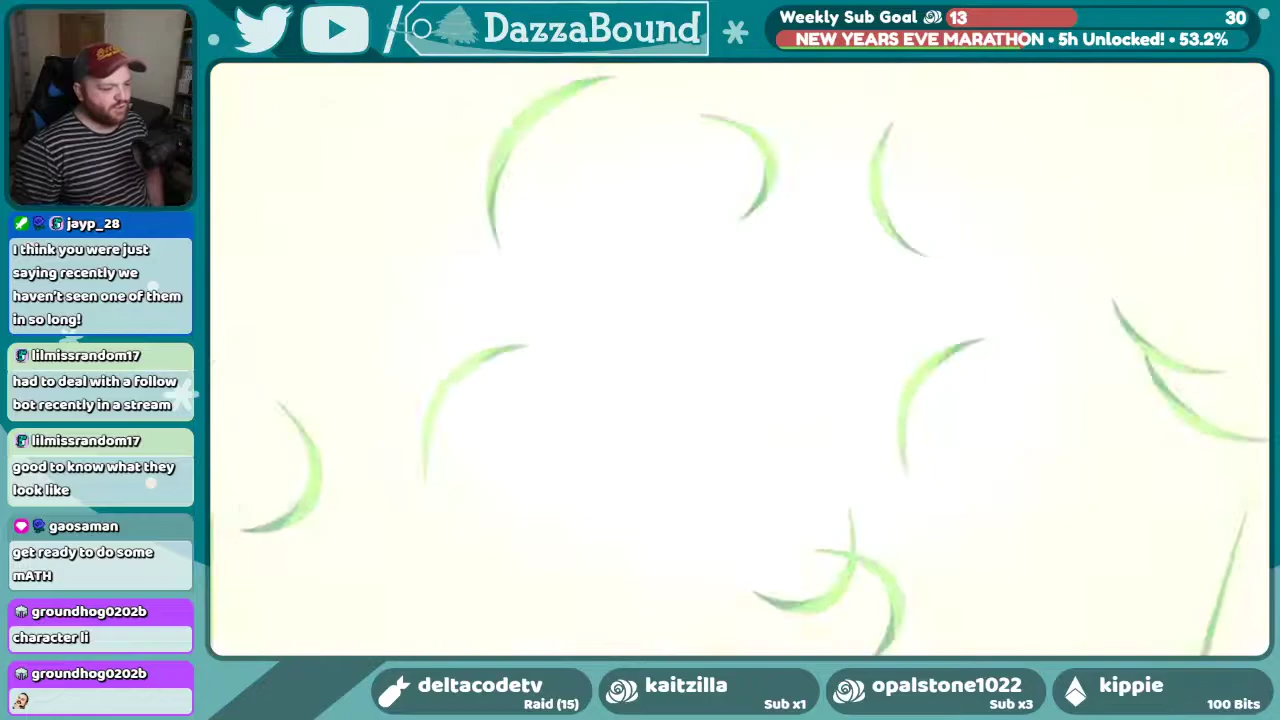 DazzaBound
Weekly Sub Goal 13 30
NEW YEARS EVE MARATHON • 5h Unlocked! • 53.2%
jayp_28
I think you were just
saying recently we
haven't seen one of them
in so long!
lilmissrandom17
had to deal with a follow
bot recently in a stream
lilmissrandom17
good to know what they
look like
gaosaman
get ready to do some
mATH
groundhog0202b
character li
groundhog0202b
deltacodetv
Raid (15)
kaitzilla
Sub x1
opalstone1022
Sub x3
kippie
100 Bits